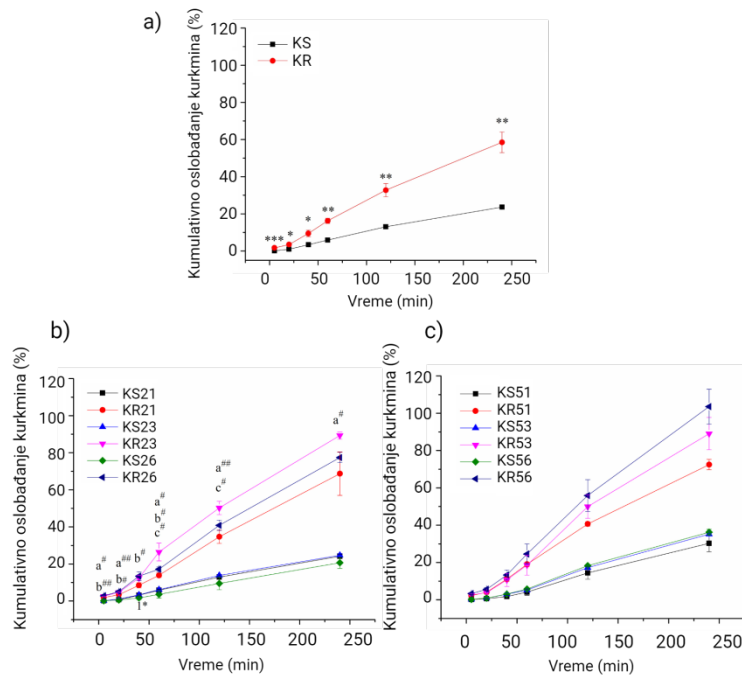 a)
Kumulativno oslobađanje kurkmina (%)
120
100
80
60
40
20
0
KS
KR
***
*
*
**
**
**
0 50 100 150 200 250
Vreme (min)
b)
Kumulativno oslobađanje kurkmina (%)
120
100
80
60
40
20
0
KS21
KR21
KS23
KR23
KS26
KR26
a#
a##
c#
a#
b#
c#
a# a## b#
b## b#
1*
0 50 100 150 200 250
Vreme (min)
c)
Kumulativno oslobađanje kurkmina (%)
120
100
80
60
40
20
0
KS51
KR51
KS53
KR53
KS56
KR56
0 50 100 150 200 250
Vreme (min)